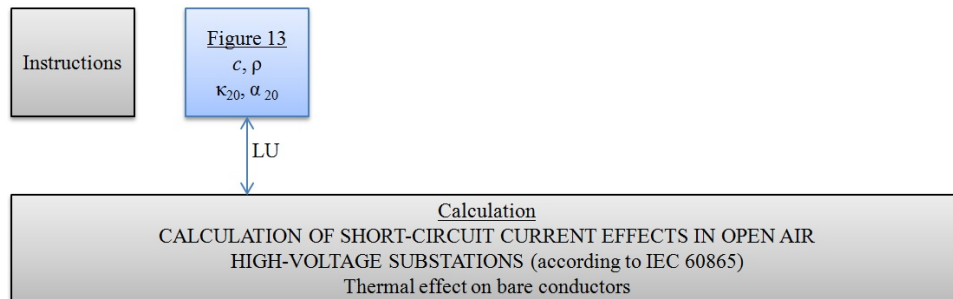 Instructions
Figure 13
c, ρ
κ20, α 20
LU
Calculation
CALCULATION OF SHORT-CIRCUIT CURRENT EFFECTS IN OPEN AIR
HIGH-VOLTAGE SUBSTATIONS (according to IEC 60865)
Thermal effect on bare conductors